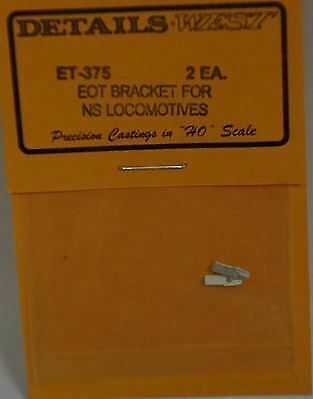 DETAILS WEST
ET-375 2 EA.
EOT BRACKET FOR
NS LOCOMOTIVES
Precision Castings in "HO" Scale